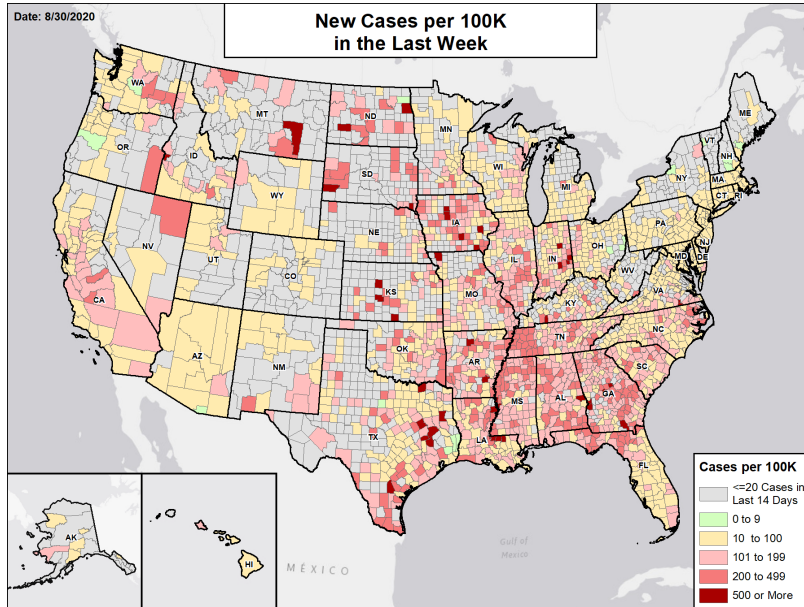 Date: 8/30/2020
New Cases per 100K
in the Last Week
WA
MT
ND
MN
ME
OR
ID
SD
WI
VT
NH
NY
MA
CT
RI
WY
MI
IA
NE
PA
NV
UT
CO
IL
IN
OH
NJ
DE
MD
WV
VA
CA
KS
MO
KY
AZ
NM
OK
AR
TN
NC
SC
MS
AL
GA
TX
LA
FL
AK
HI
MÉXICO
Gulf of
Mexico
Cases per 100K
<=20 Cases in
Last 14 Days
0 to 9
10 to 100
101 to 199
200 to 499
500 or More